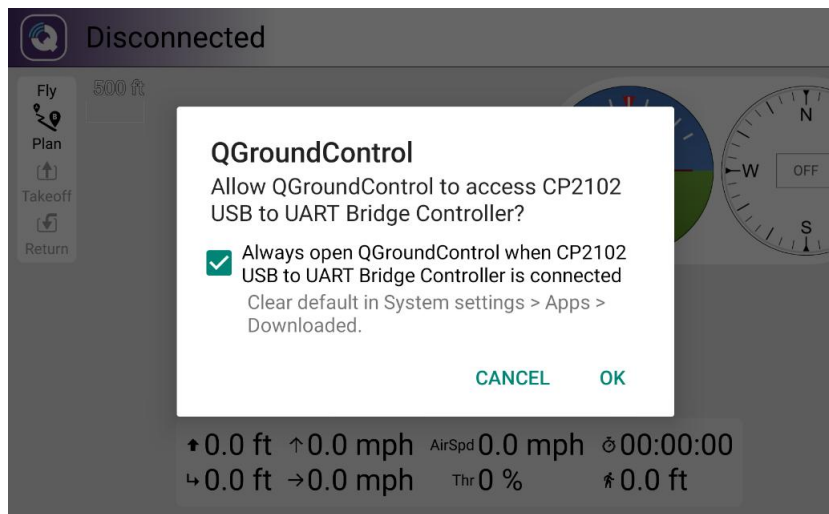 Disconnected
Fly
500 ft
Plan
Takeoff
Return
QGroundControl
Allow QGroundControl to access CP2102
USB to UART Bridge Controller?
Always open QGroundControl when CP2102
USB to UART Bridge Controller is connected
Clear default in System settings > Apps >
Downloaded.
CANCEL OK
N
W OFF
S
0.0 ft 0.0 mph AirSpd 0.0 mph 00:00:00
0.0 ft 0.0 mph Thr 0 % 0.0 ft